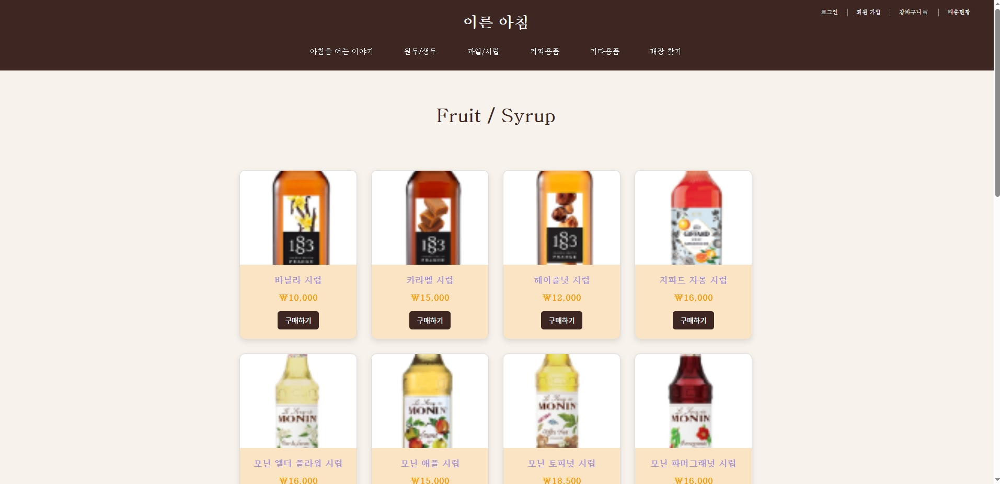 로그인
회원 가입
장바구니🛒
배송현황
이른 아침
아침을 여는 이야기
원두/생두
과일/시럽
커피용품
기타용품
매장 찾기
Fruit / Syrup
1883
1883
1883
GIFFARD
바닐라 시럽
카라멜 시럽
헤이즐넛 시럽
지파드 자몽 시럽
₩10,000
₩15,000
₩12,000
₩16,000
구매하기
구매하기
구매하기
구매하기
MONIN
MONIN
MONIN
MONIN
모닌 엘더 플라워 시럽
모닌 애플 시럽
모닌 토피넛 시럽
모닌 파머그래넛 시럽
₩16,000
₩15,000
₩18,500
₩16,000